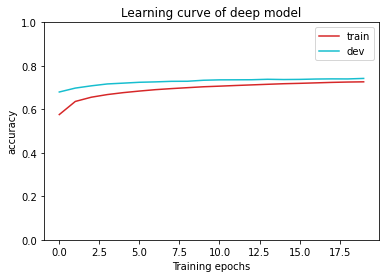 Learning curve of deep model
1.0
train
dev
0.8
0.6
accuracy
0.4
0.2
0.0
0.0 2.5 5.0 7.5 10.0 12.5 15.0 17.5
Training epochs